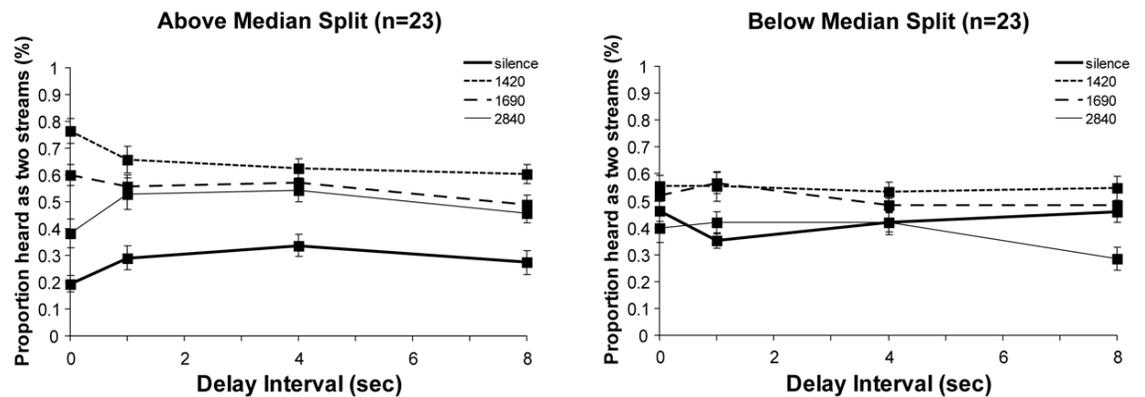 Above Median Split (n=23)
Proportion heard as two streams (%)
1
0.9
0.8
0.7
0.6
0.5
0.4
0.3
0.2
0.1
0
silence
1420
1690
2840
0 2 4 6 8
Delay Interval (sec)
Below Median Split (n=23)
Proportion heard as two streams (%)
1
0.9
0.8
0.7
0.6
0.5
0.4
0.3
0.2
0.1
0
silence
1420
1690
2840
0 2 4 6 8
Delay Interval (sec)